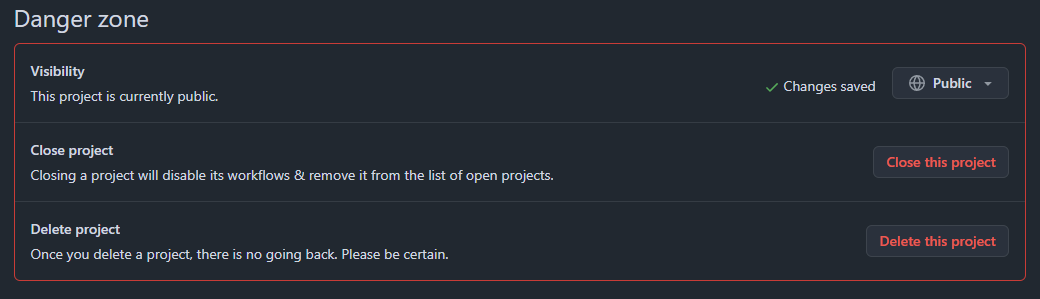 Danger zone
Visibility
This project is currently public.
Changes saved
Public
Close project
Closing a project will disable its workflows & remove it from the list of open projects.
Close this project
Delete project
Once you delete a project, there is no going back. Please be certain.
Delete this project